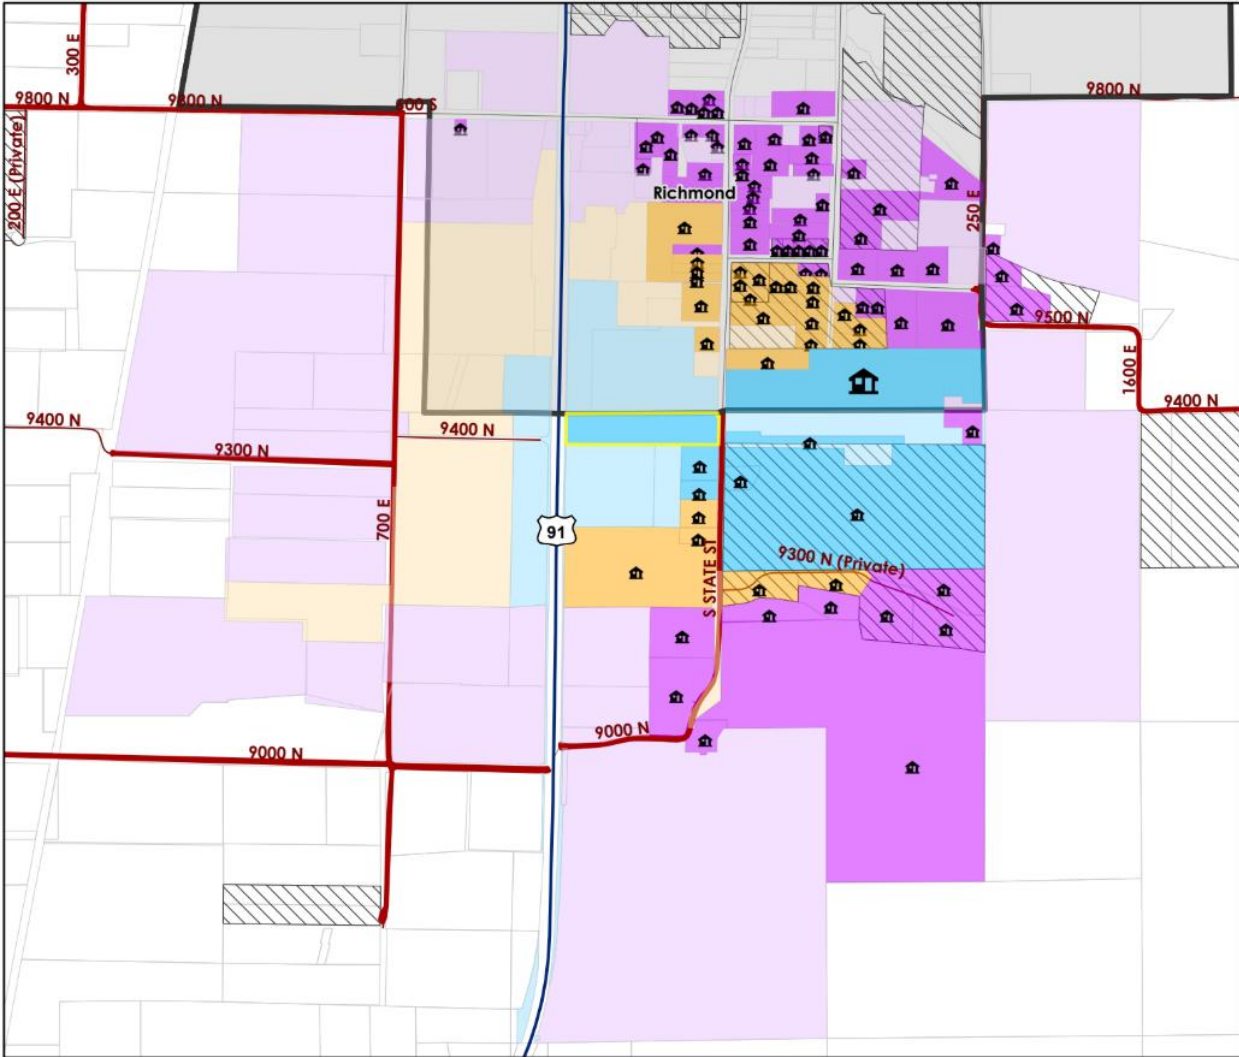 300 E
9800 N
9800 N
600 S
9800 N
200 E (Private)
Richmond
250 E
9500 N
1600 E
9400 N
9400 N
9400 N
9300 N
700 E
91
S STATE ST
9300 N (Private)
9000 N
9000 N